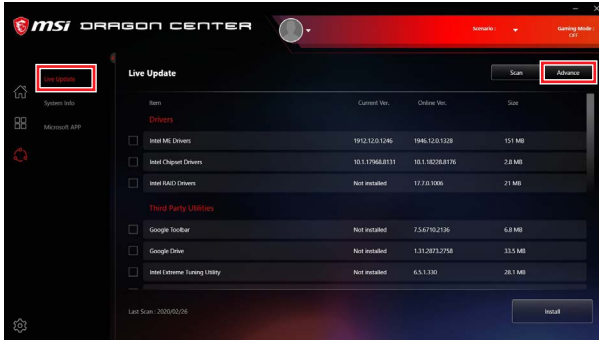 msi DRAGON CENTER
Scenario :
Gaming Mode :
OFF
Live Update
System Info
Microsoft APP
Live Update
Scan
Advance
Item Current Ver. Online Ver. Size
Drivers
Intel ME Drivers 1912.12.0.1246 1946.12.0.1328 151 MB
Intel Chipset Drivers 10.1.17968.8131 10.1.18228.8176 2.8 MB
Intel RAID Drivers Not installed 17.7.0.1006 21 MB
Third Party Utilities
Google Toolbar Not installed 7.5.6710.2136 6.8 MB
Google Drive Not installed 1.31.2873.2758 33.5 MB
Intel Extreme Tuning Utility Not installed 6.5.1.330 28.1 MB
Last Scan : 2020/02/26
Install